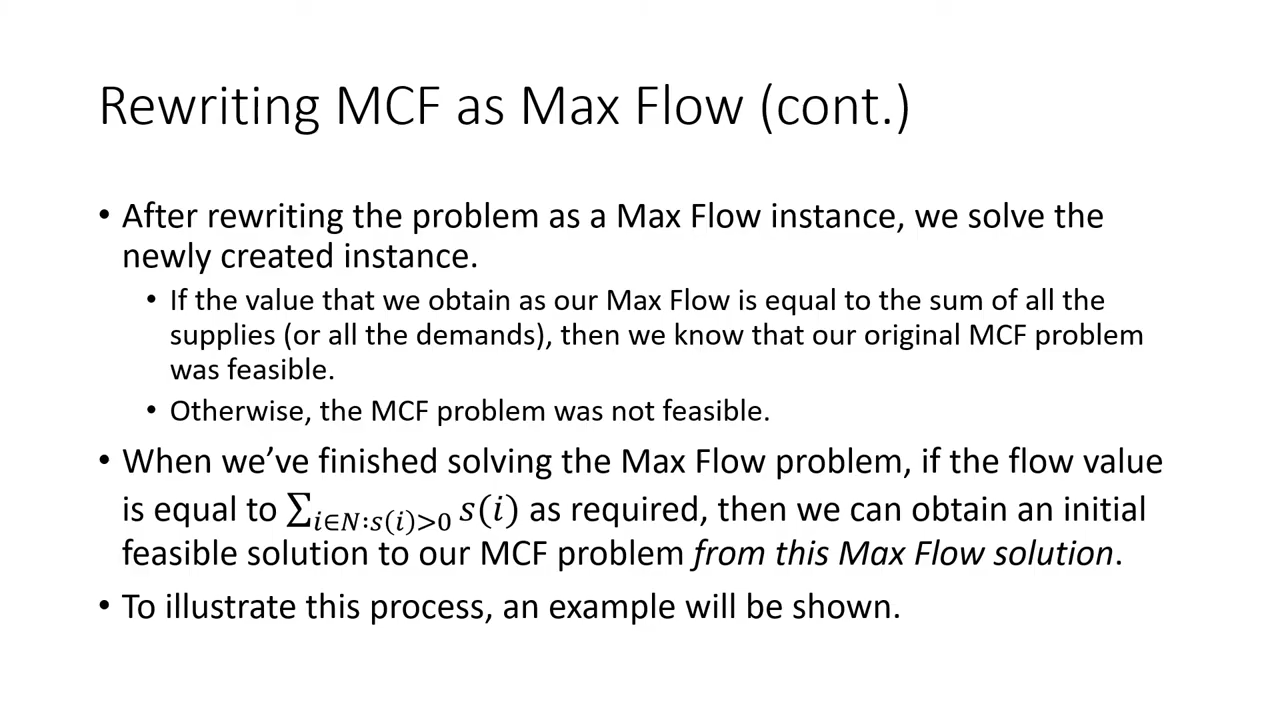 Rewriting MCF as Max Flow (cont.)
• After rewriting the problem as a Max Flow instance, we solve the
newly created instance.
• If the value that we obtain as our Max Flow is equal to the sum of all the
supplies (or all the demands), then we know that our original MCF problem
was feasible.
• Otherwise, the MCF problem was not feasible.
• When we’ve finished solving the Max Flow problem, if the flow value
is equal to ∑_{i∈N:s(i)>0} s(i) as required, then we can obtain an initial
feasible solution to our MCF problem from this Max Flow solution.
• To illustrate this process, an example will be shown.